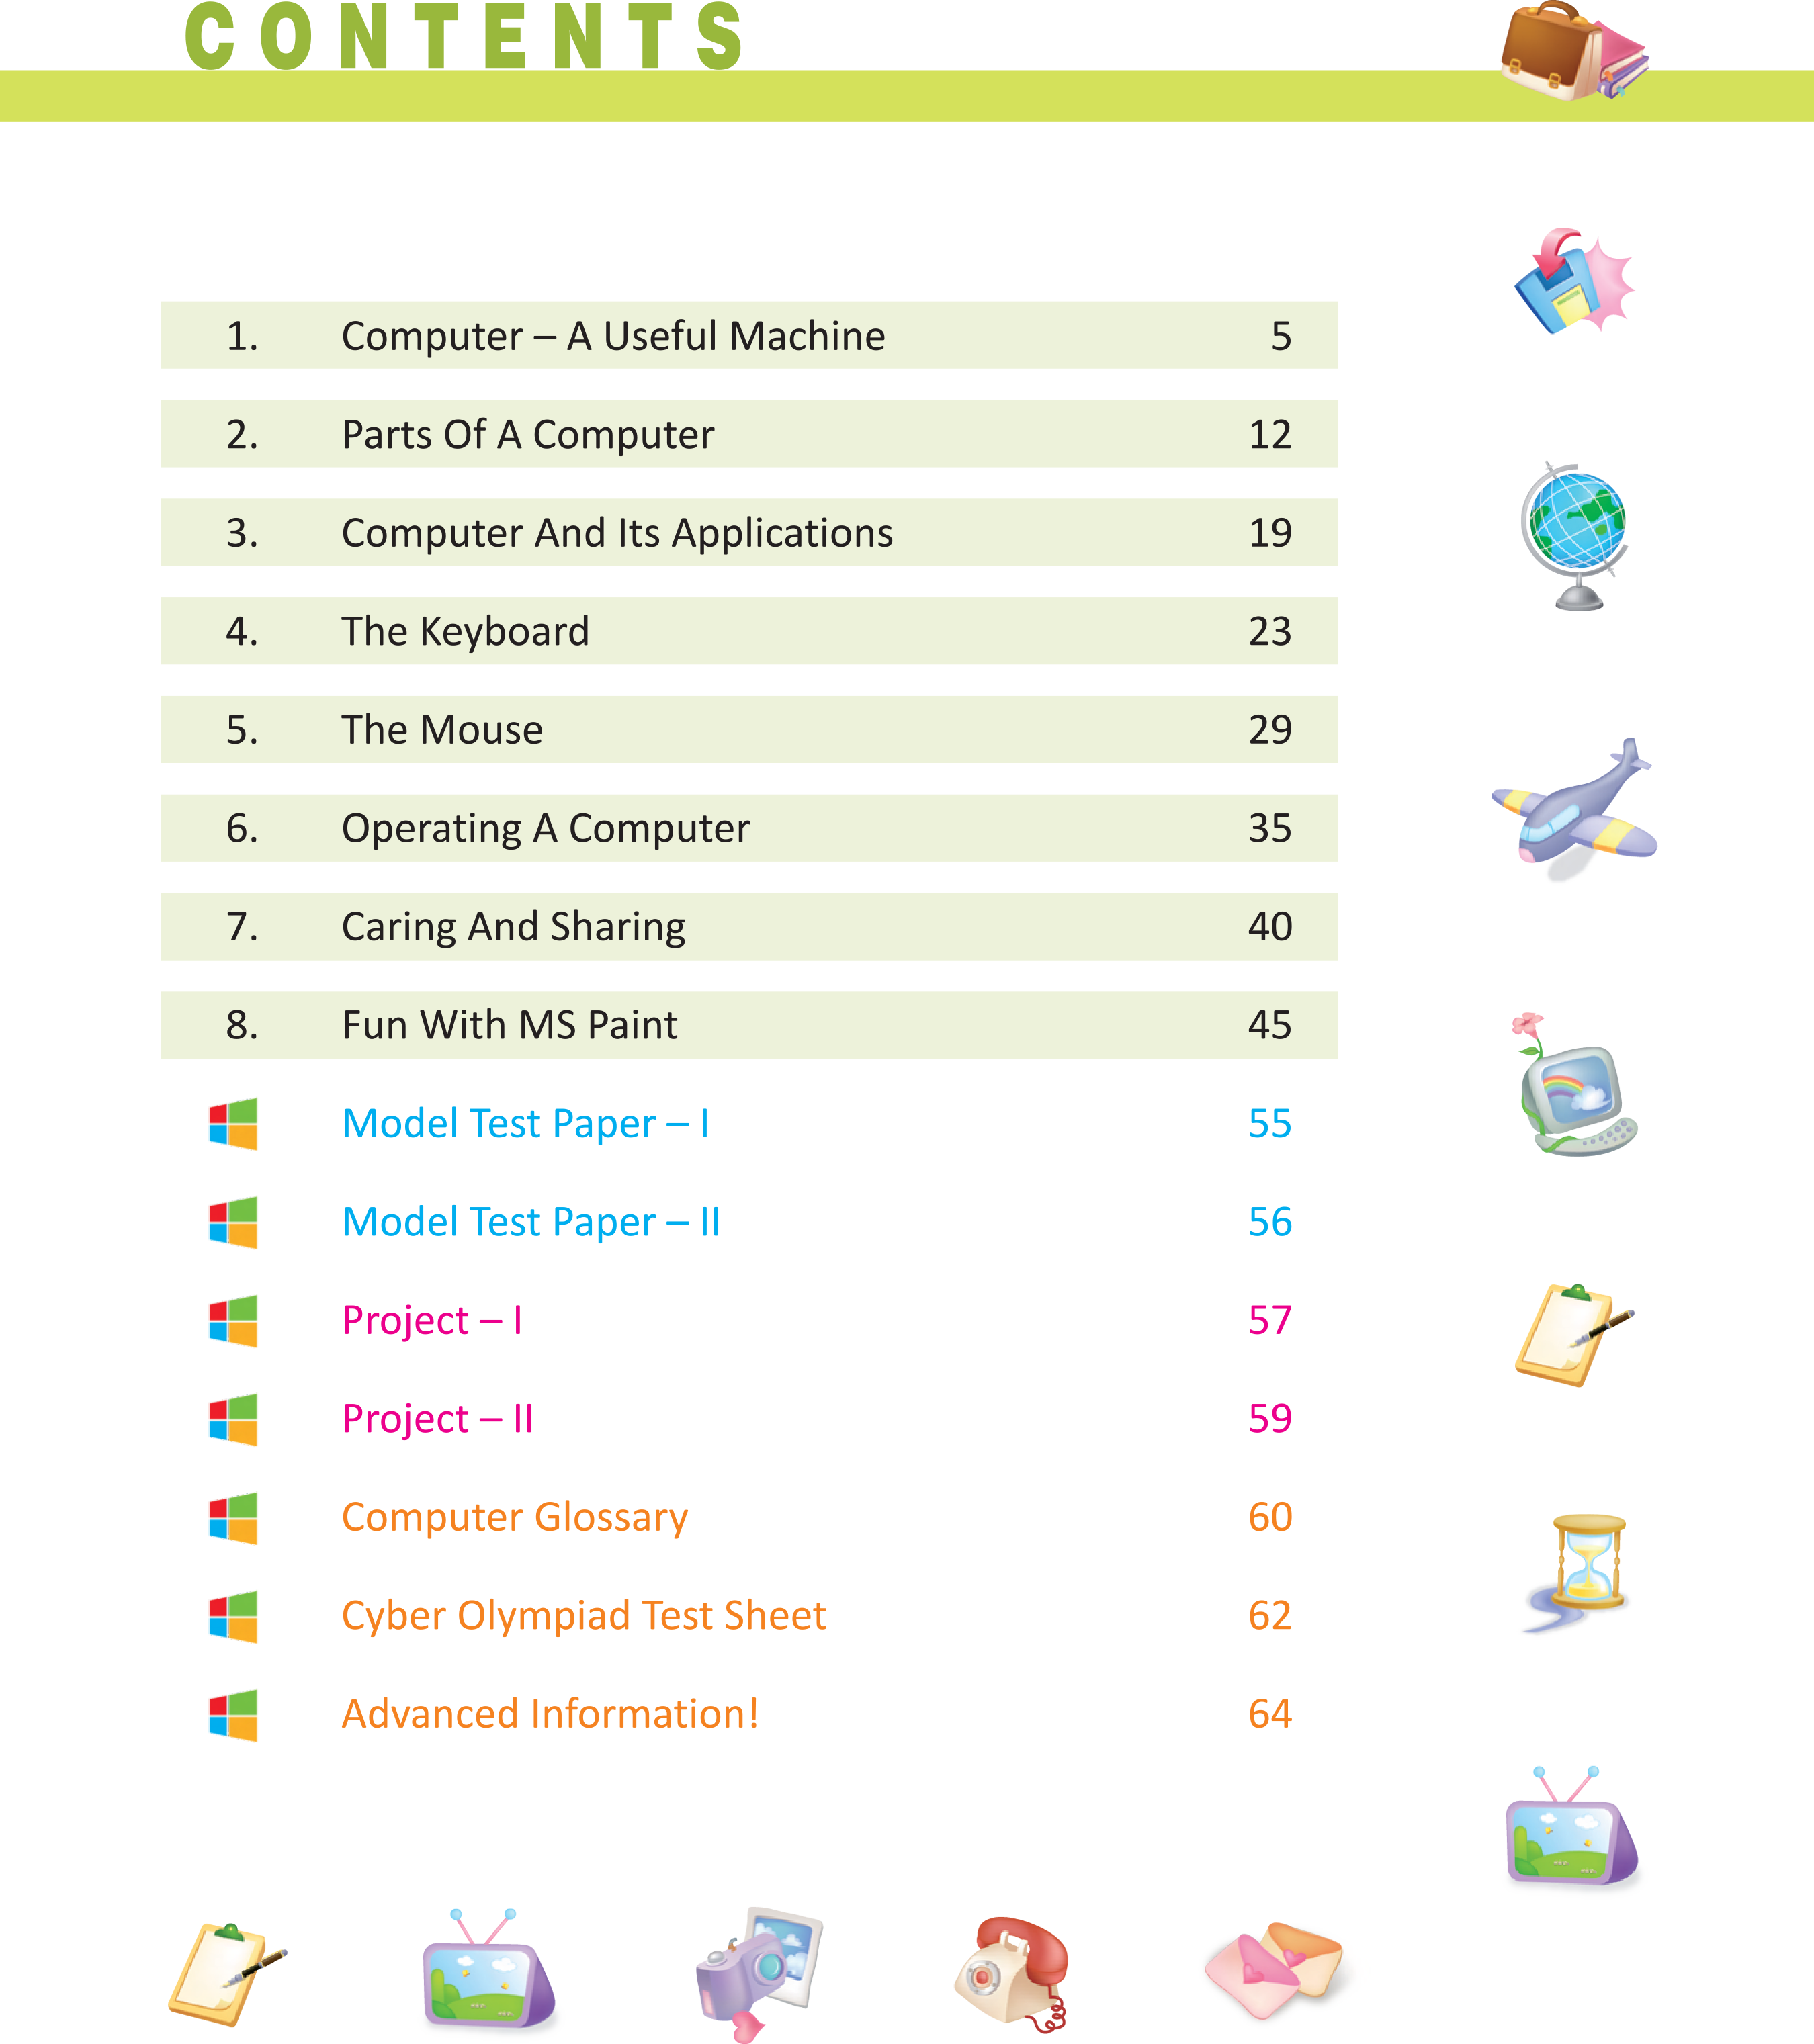 CONTENTS
1. Computer – A Useful Machine 5
2. Parts Of A Computer 12
3. Computer And Its Applications 19
4. The Keyboard 23
5. The Mouse 29
6. Operating A Computer 35
7. Caring And Sharing 40
8. Fun With MS Paint 45
Model Test Paper – I 55
Model Test Paper – II 56
Project – I 57
Project – II 59
Computer Glossary 60
Cyber Olympiad Test Sheet 62
Advanced Information! 64